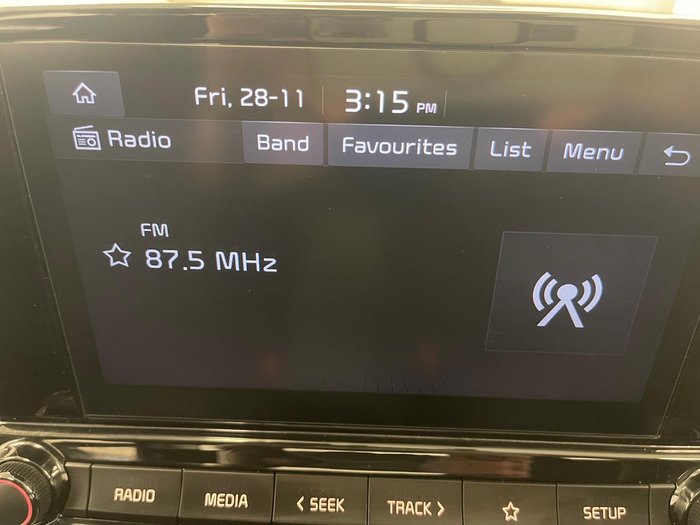 Fri, 28-11 3:15 PM
Radio Band Favourites List Menu
FM
87.5 MHz
RADIO MEDIA < SEEK TRACK > SETUP